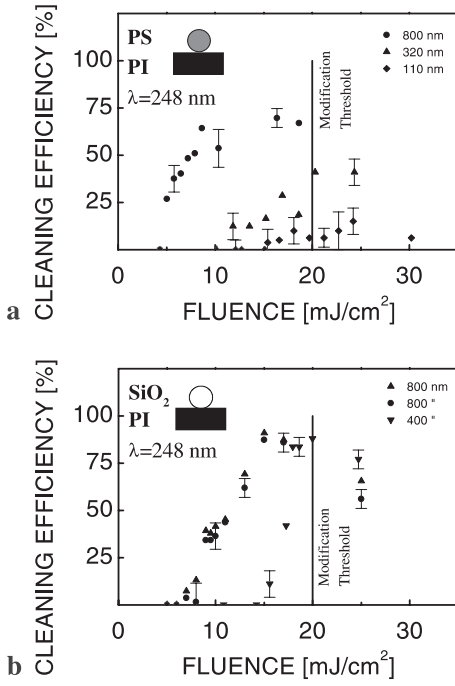 PS
PI
λ=248 nm
800 nm
320 nm
110 nm
Modification
Threshold
CLEANING EFFICIENCY [%]
100
75
50
25
0
10
20
30
FLUENCE [mJ/cm²]
a
SiO₂
PI
λ=248 nm
800 nm
800 "
400 "
Modification
Threshold
CLEANING EFFICIENCY [%]
100
75
50
25
0
10
20
30
FLUENCE [mJ/cm²]
b